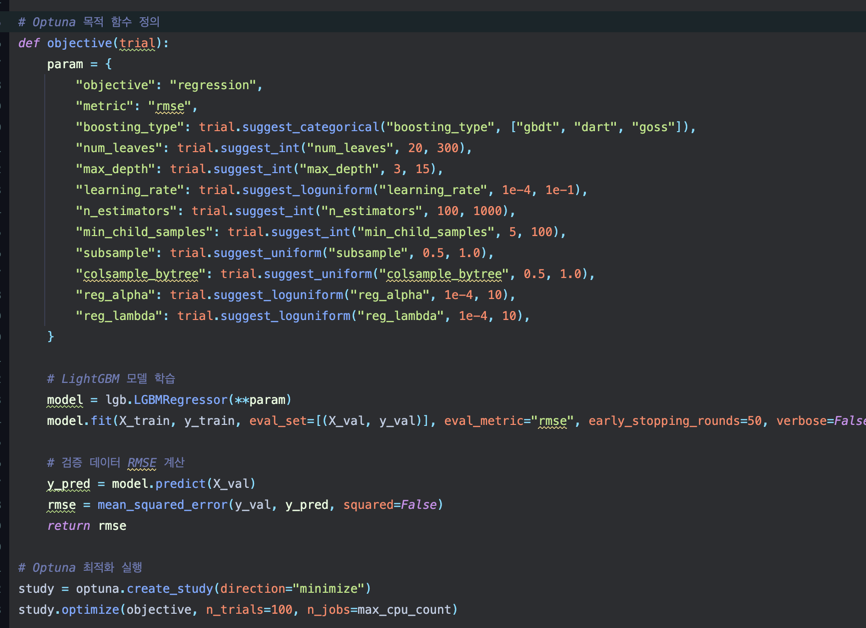 # Optuna 목적 함수 정의
def objective(trial):
    param = {
        "objective": "regression",
        "metric": "rmse",
        "boosting_type": trial.suggest_categorical("boosting_type", ["gbdt", "dart", "goss"]),
        "num_leaves": trial.suggest_int("num_leaves", 20, 300),
        "max_depth": trial.suggest_int("max_depth", 3, 15),
        "learning_rate": trial.suggest_loguniform("learning_rate", 1e-4, 1e-1),
        "n_estimators": trial.suggest_int("n_estimators", 100, 1000),
        "min_child_samples": trial.suggest_int("min_child_samples", 5, 100),
        "subsample": trial.suggest_uniform("subsample", 0.5, 1.0),
        "colsample_bytree": trial.suggest_uniform("colsample_bytree", 0.5, 1.0),
        "reg_alpha": trial.suggest_loguniform("reg_alpha", 1e-4, 10),
        "reg_lambda": trial.suggest_loguniform("reg_lambda", 1e-4, 10),
    }
    # LightGBM 모델 학습
    model = lgb.LGBMRegressor(**param)
    model.fit(X_train, y_train, eval_set=[(X_val, y_val)], eval_metric="rmse", early_stopping_rounds=50, verbose=False
    # 검증 데이터 RMSE 계산
    y_pred = model.predict(X_val)
    rmse = mean_squared_error(y_val, y_pred, squared=False)
    return rmse
# Optuna 최적화 실행
study = optuna.create_study(direction="minimize")
study.optimize(objective, n_trials=100, n_jobs=max_cpu_count)